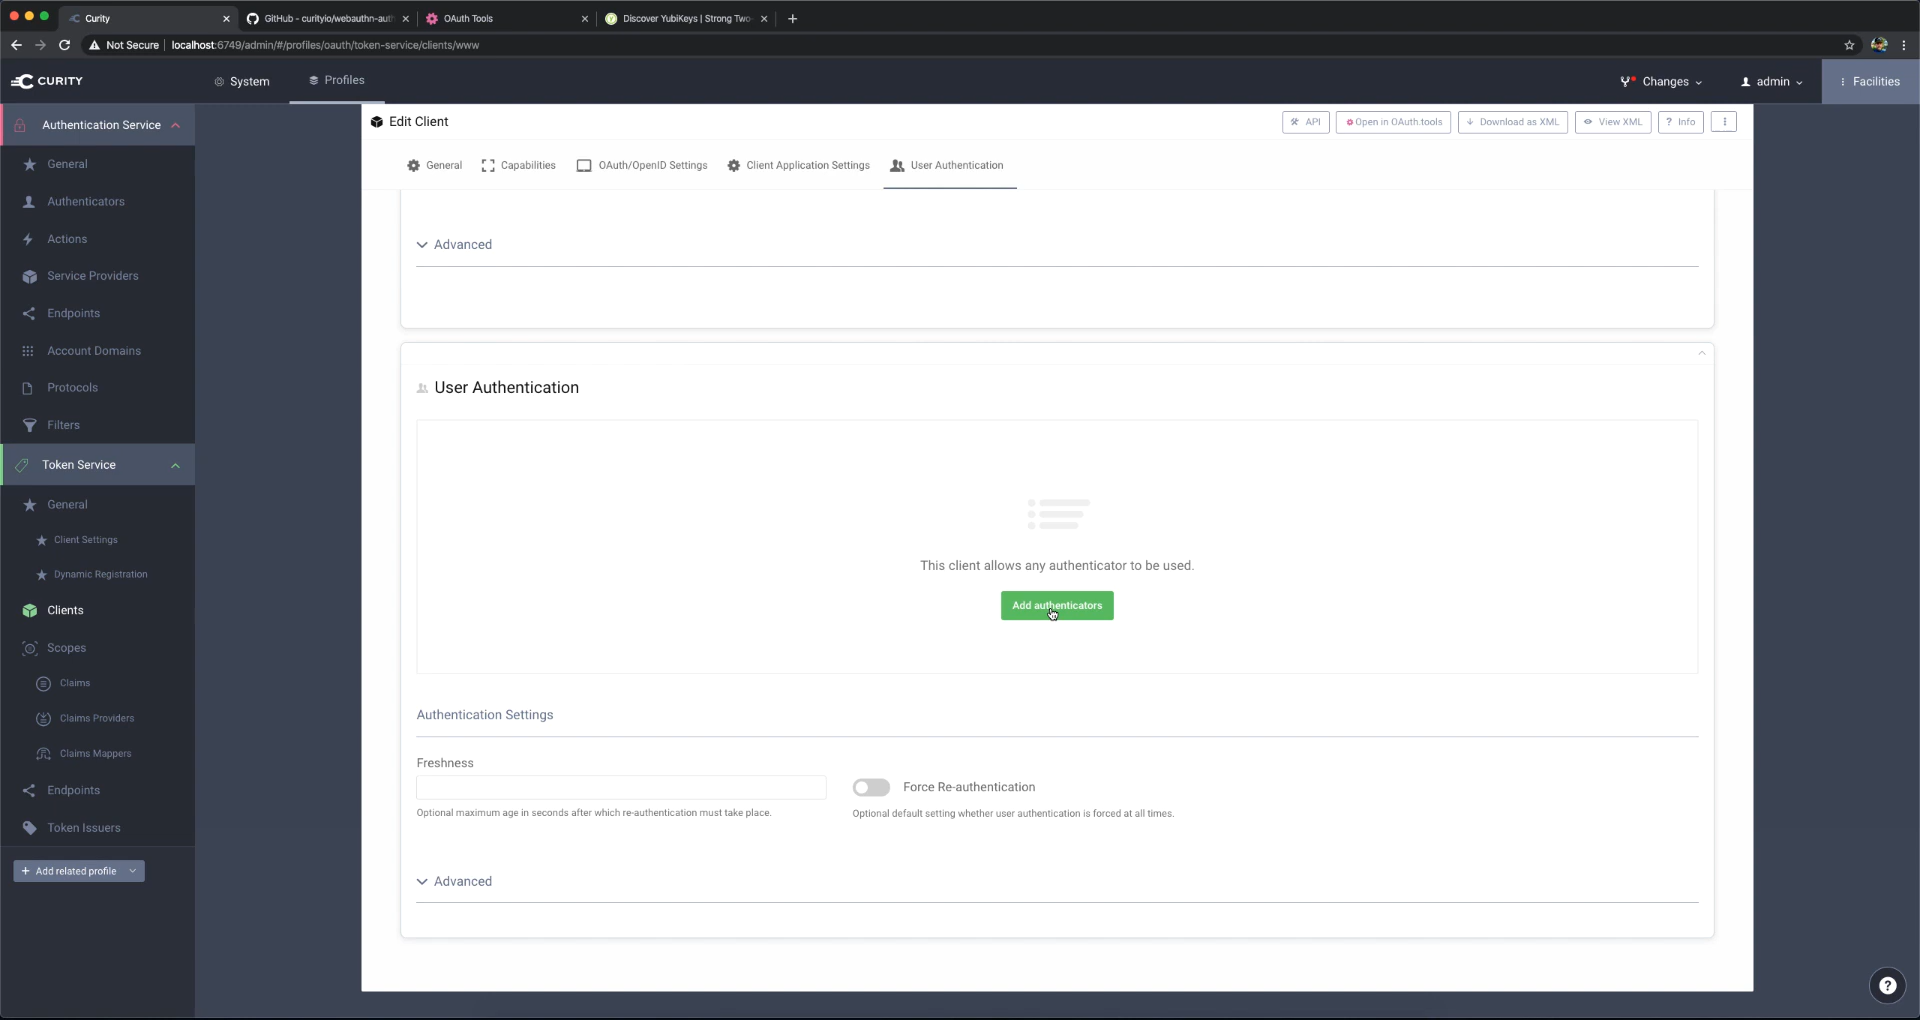 Curity
GitHub - curityio/webauthn-auth
OAuth Tools
Discover YubiKeys | Strong Two-
Not Secure
localhost:6749/admin/#/profiles/oauth/token-service/clients/www
CURITY
System
Profiles
Changes
admin
Facilities
Authentication Service
General
Authenticators
Actions
Service Providers
Endpoints
Account Domains
Protocols
Filters
Token Service
General
Client Settings
Dynamic Registration
Clients
Scopes
Claims
Claims Providers
Claims Mappers
Endpoints
Token Issuers
+ Add related profile
Edit Client
API
Open in OAuth.tools
Download as XML
View XML
? Info
General
Capabilities
OAuth/OpenID Settings
Client Application Settings
User Authentication
Advanced
User Authentication
This client allows any authenticator to be used.
Add authenticators
Authentication Settings
Freshness
Force Re-authentication
Optional maximum age in seconds after which re-authentication must take place.
Optional default setting whether user authentication is forced at all times.
Advanced
?